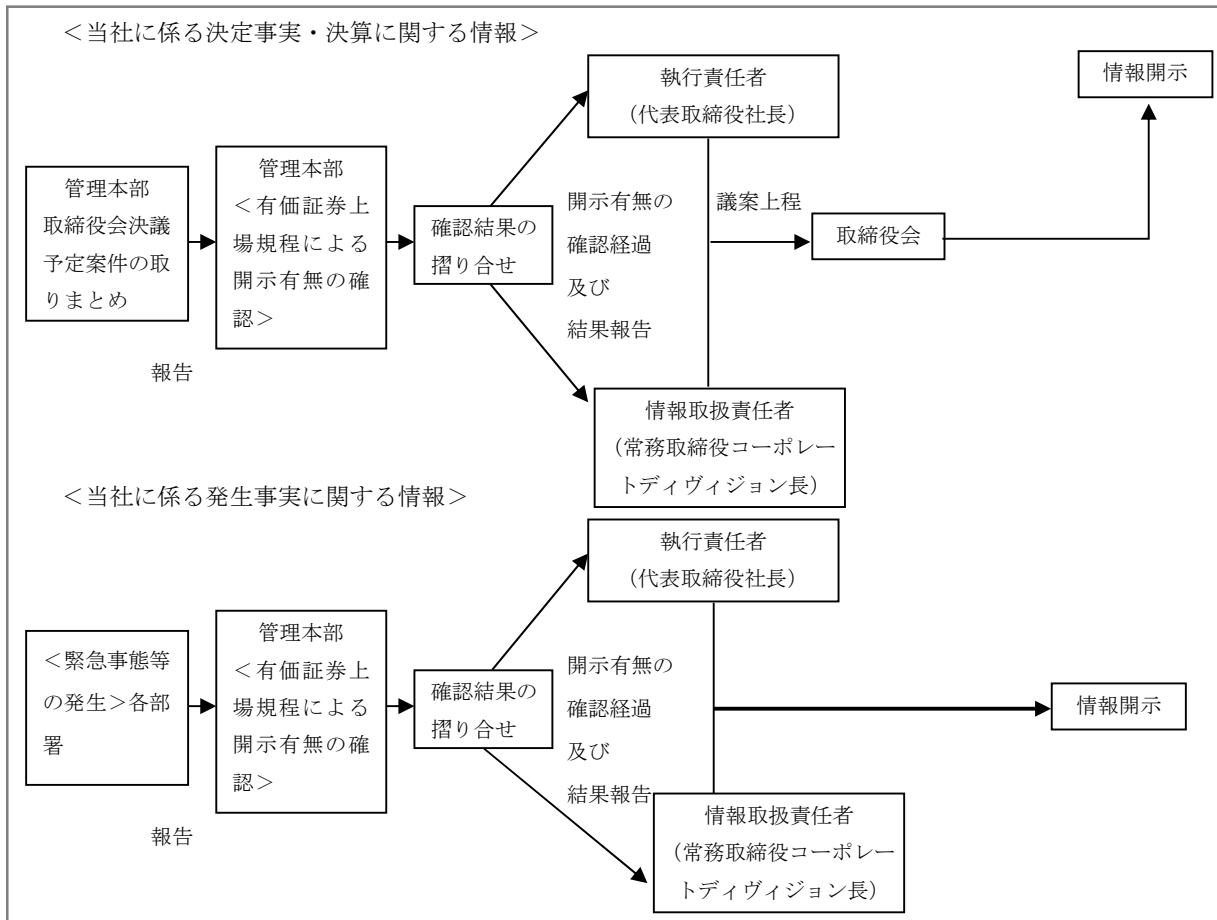 ＜当社に係る決定事実・決算に関する情報＞
管理本部
取締役会決議
予定案件の取
りまとめ
報告
管理本部
＜有価証券上
場規程による
開示有無の確
認＞
確認結果の
摺り合せ
執行責任者
（代表取締役社長）
開示有無の
確認経過
及び
結果報告
情報取扱責任者
（常務取締役コーポレー
トディヴィジョン長）
議案上程
取締役会
情報開示
＜当社に係る発生事実に関する情報＞
＜緊急事態等
の発生＞各部
署
報告
管理本部
＜有価証券上
場規程による
開示有無の確
認＞
確認結果の
摺り合せ
執行責任者
（代表取締役社長）
開示有無の
確認経過
及び
結果報告
情報取扱責任者
（常務取締役コーポレー
トディヴィジョン長）
情報開示